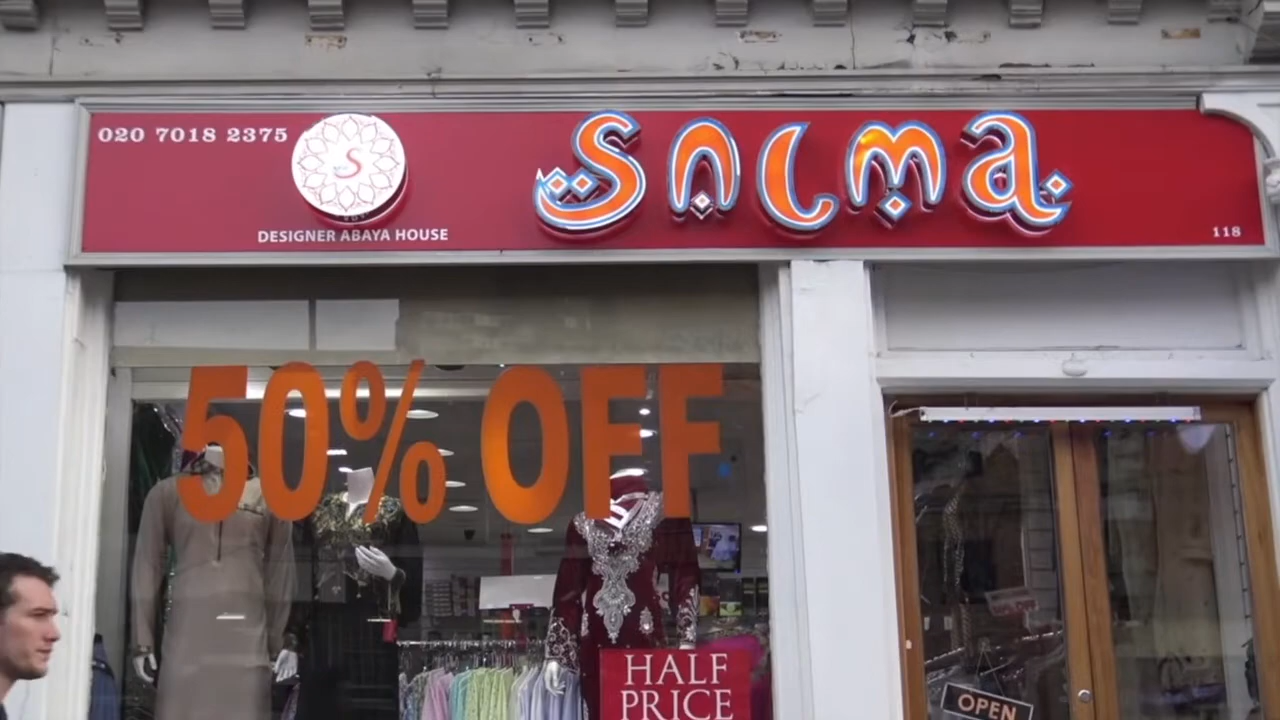 020 7018 2375
S
DESIGNER ABAYA HOUSE
Salma
118
50% OFF
HALF
PRICE
OPEN